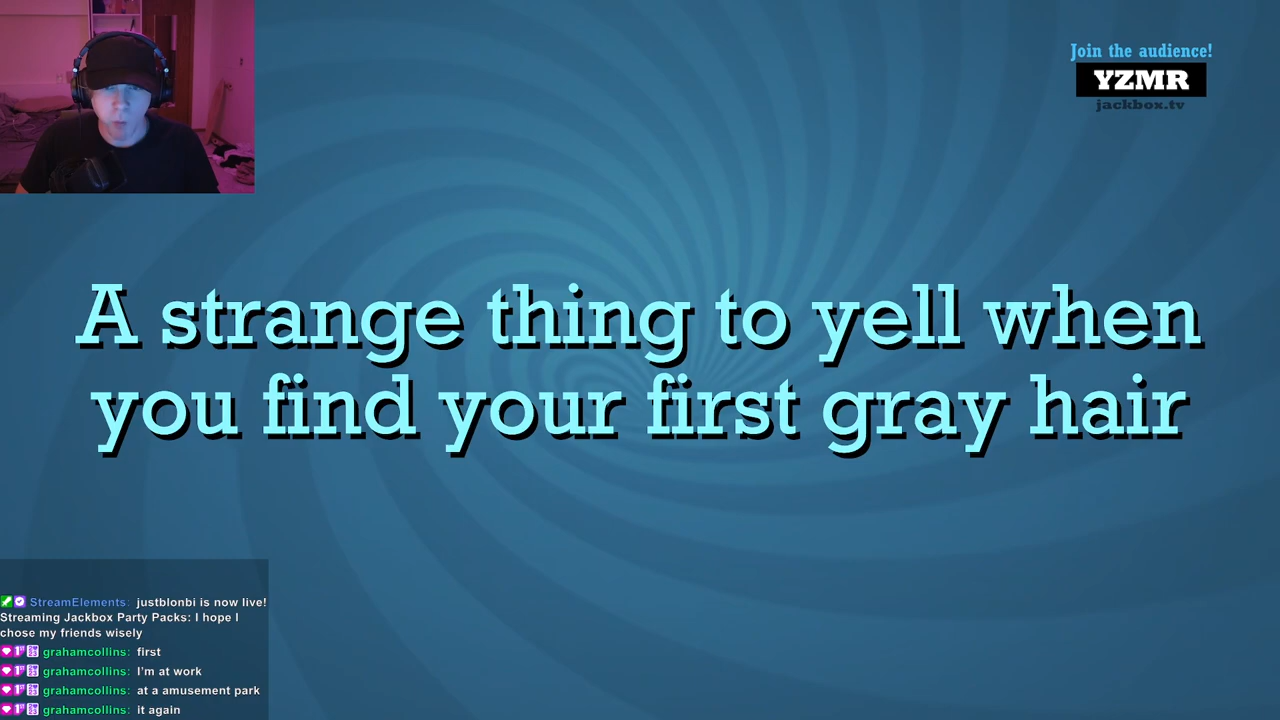 Join the audience!
YZMR
jackbox.tv
A strange thing to yell when
you find your first gray hair
StreamElements: justblonbi is now live!
Streaming Jackbox Party Packs: I hope I
chose my friends wisely
grahamcollins: first
grahamcollins: I'm at work
grahamcollins: at a amusement park
grahamcollins: it again